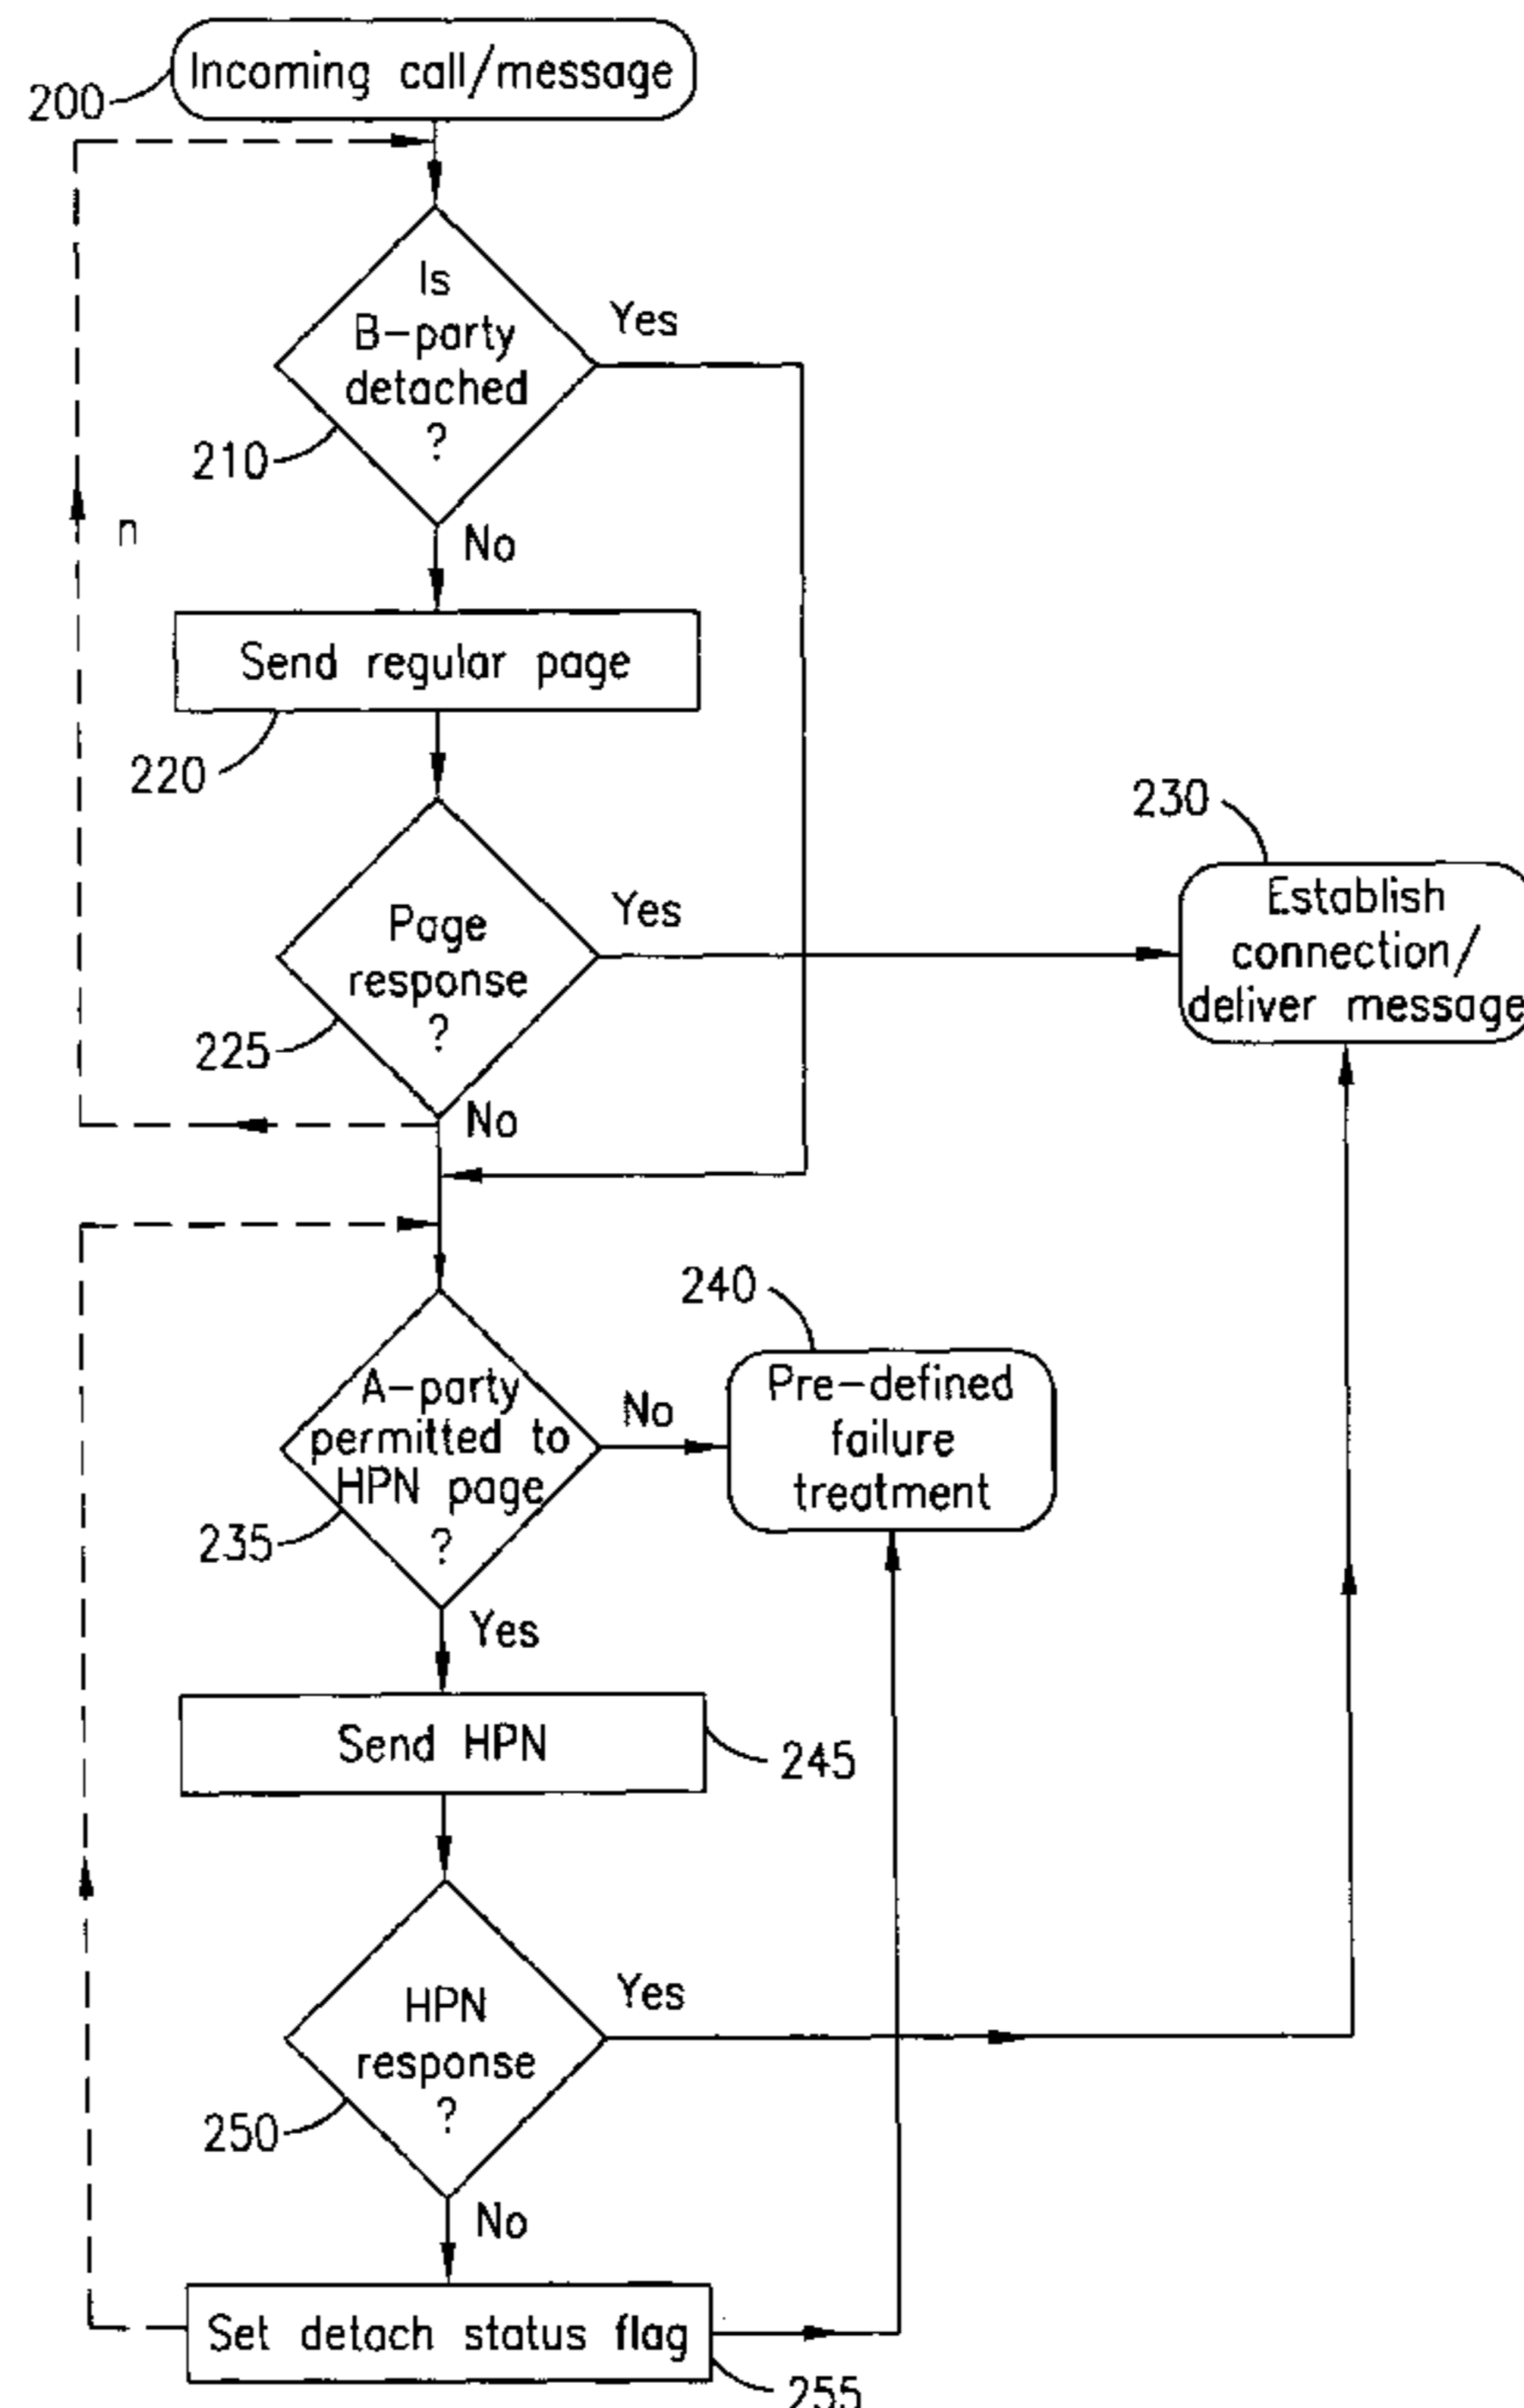 Incoming call/message
200
Is
B-party
detached
?
Yes
210
n
No
Send regular page
220
230
Establish
connection/
deliver message
Page
response
?
Yes
225
No
240
A-party
permitted to
HPN page
?
No
Pre-defined
failure
treatment
235
Yes
Send HPN
245
HPN
response
?
Yes
250
No
Set detach status flag
255